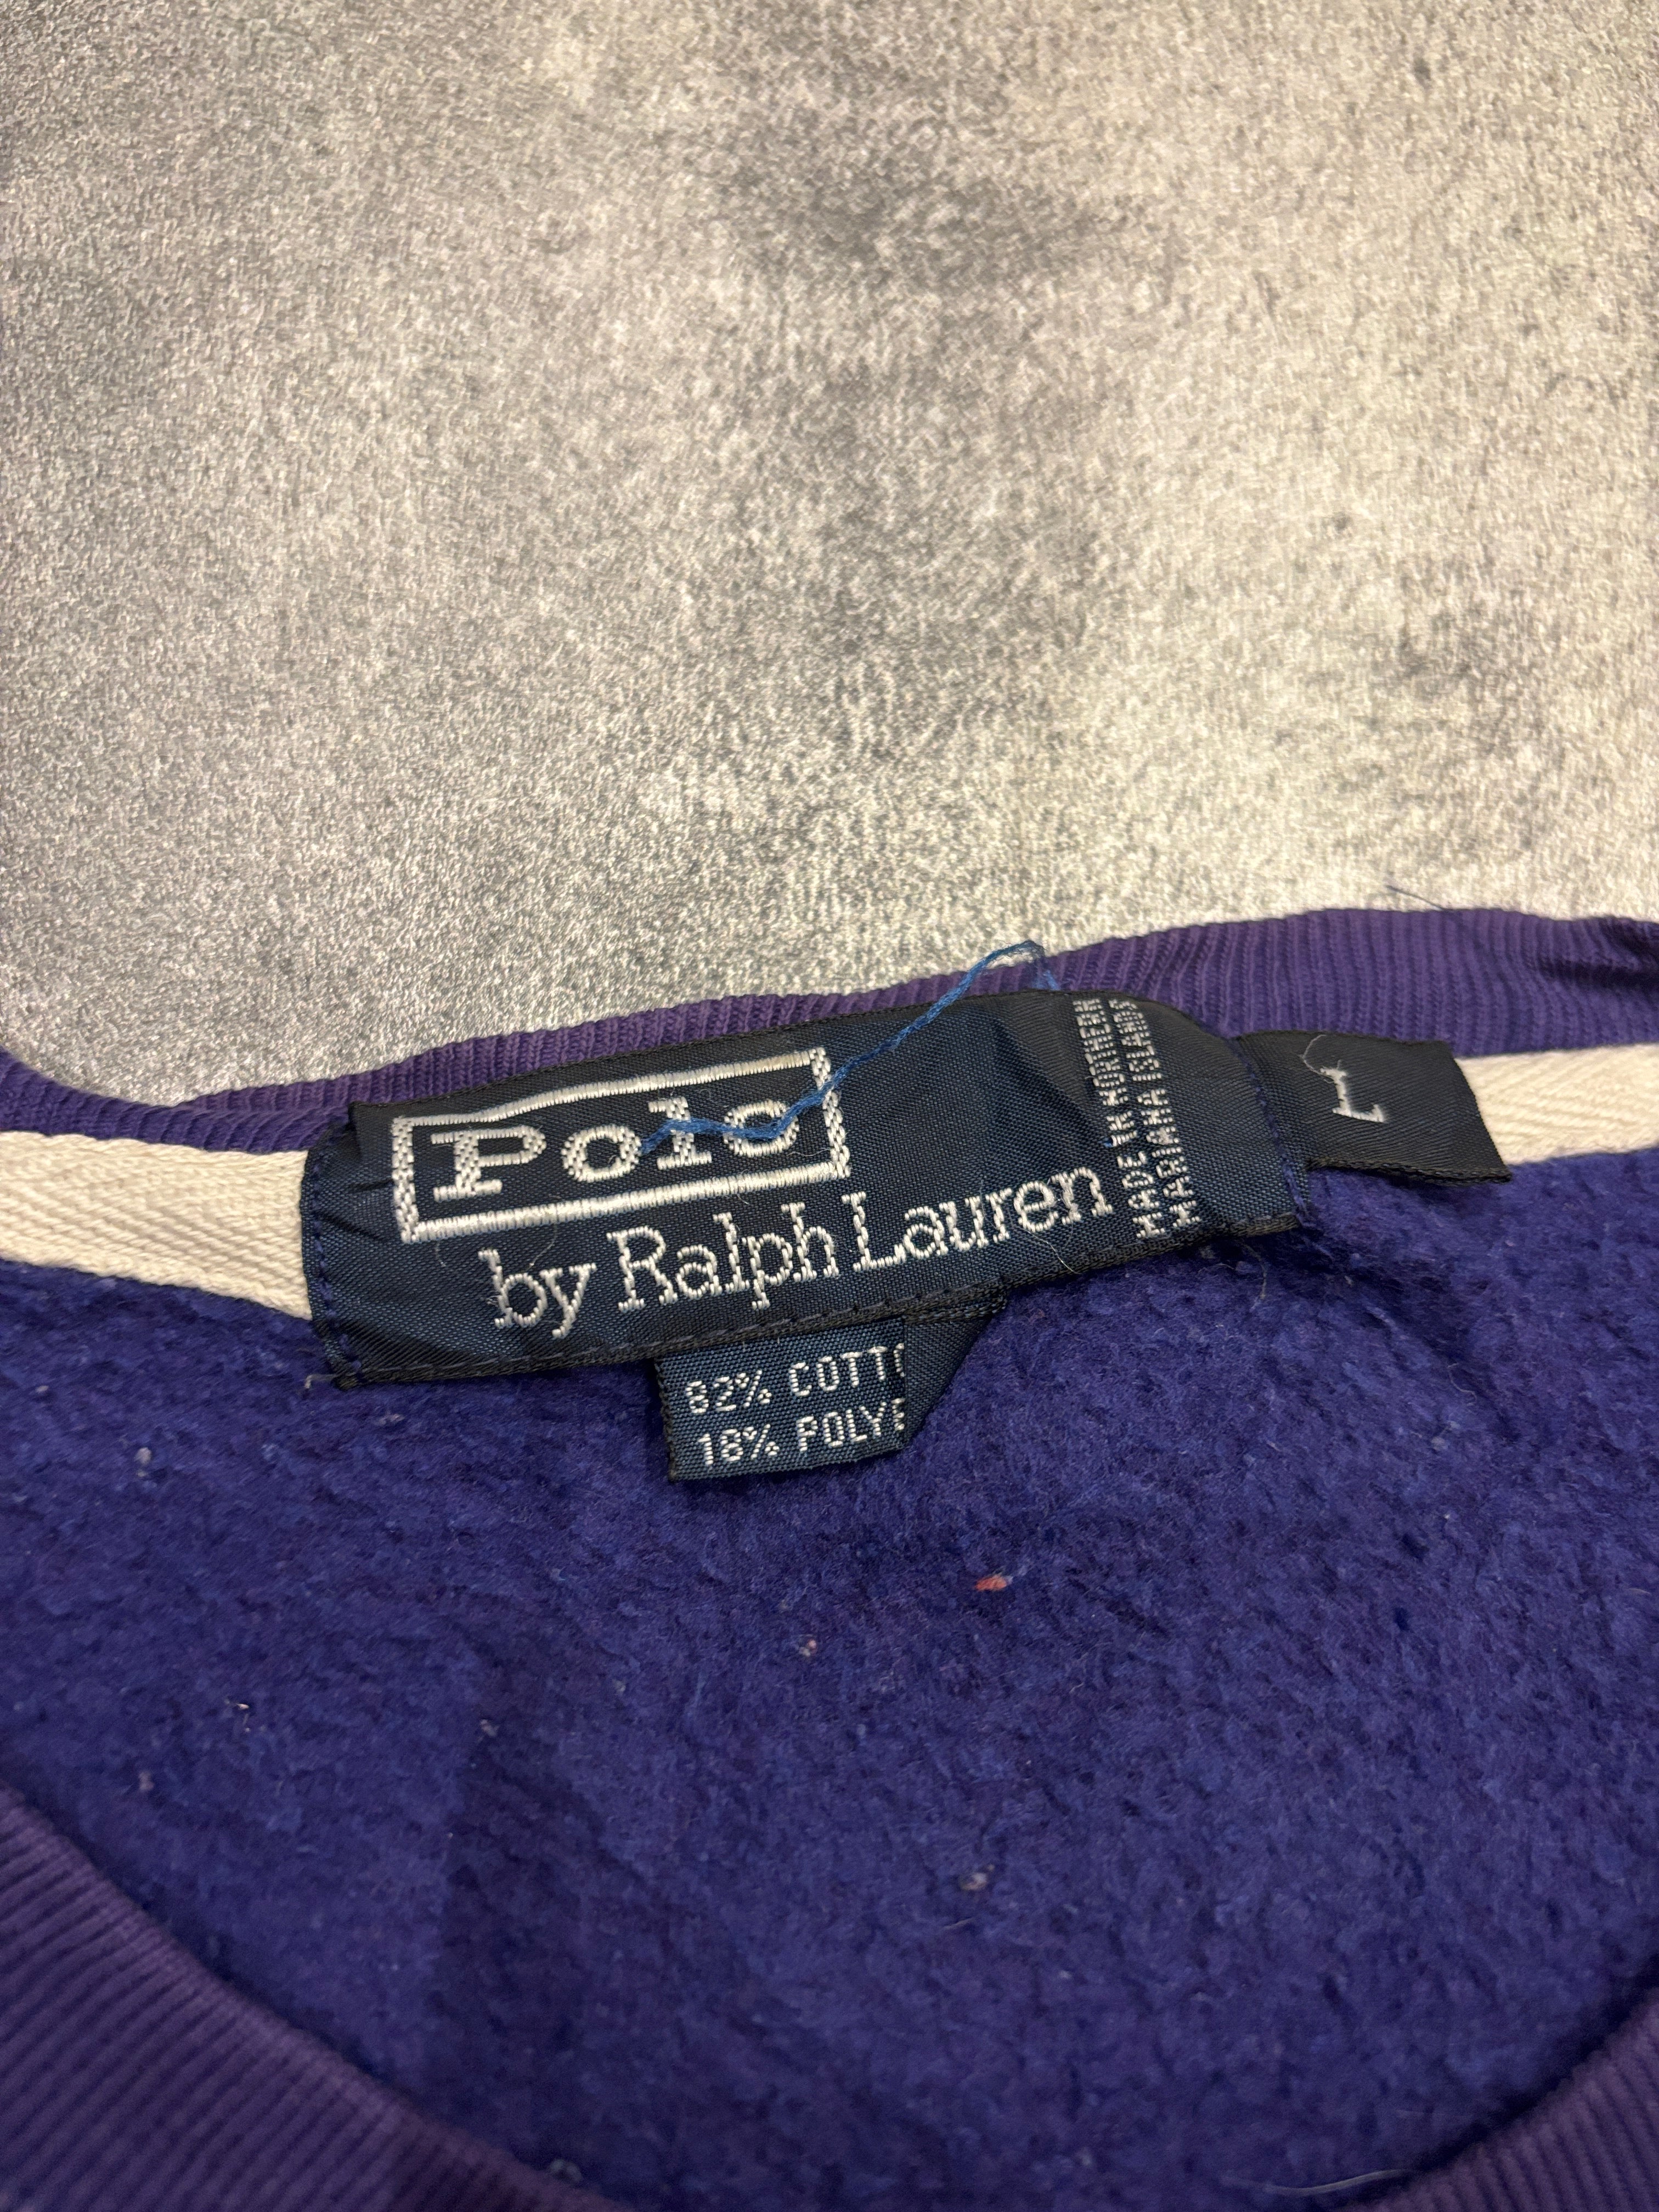 Polo
by Ralph Lauren
MADE IN NORTHERN
MARIANA ISLANDS
L
82% COTT
18% POLY